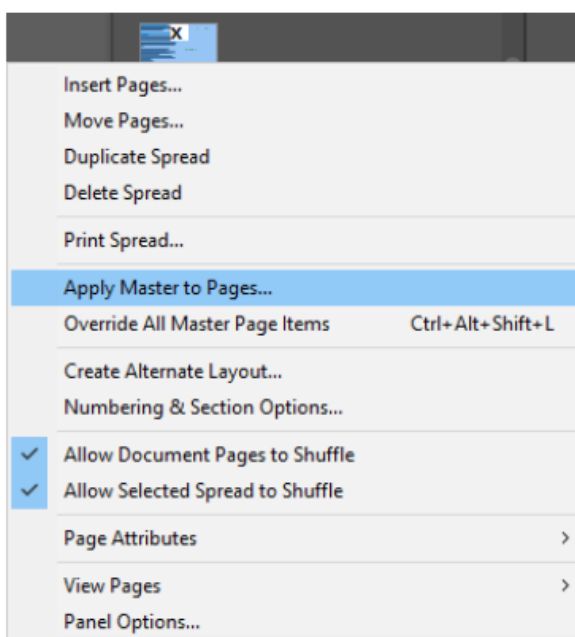 X
Insert Pages...
Move Pages...
Duplicate Spread
Delete Spread
Print Spread...
Apply Master to Pages...
Override All Master Page Items Ctrl+Alt+Shift+L
Create Alternate Layout...
Numbering & Section Options...
Allow Document Pages to Shuffle
Allow Selected Spread to Shuffle
Page Attributes
View Pages
Panel Options...